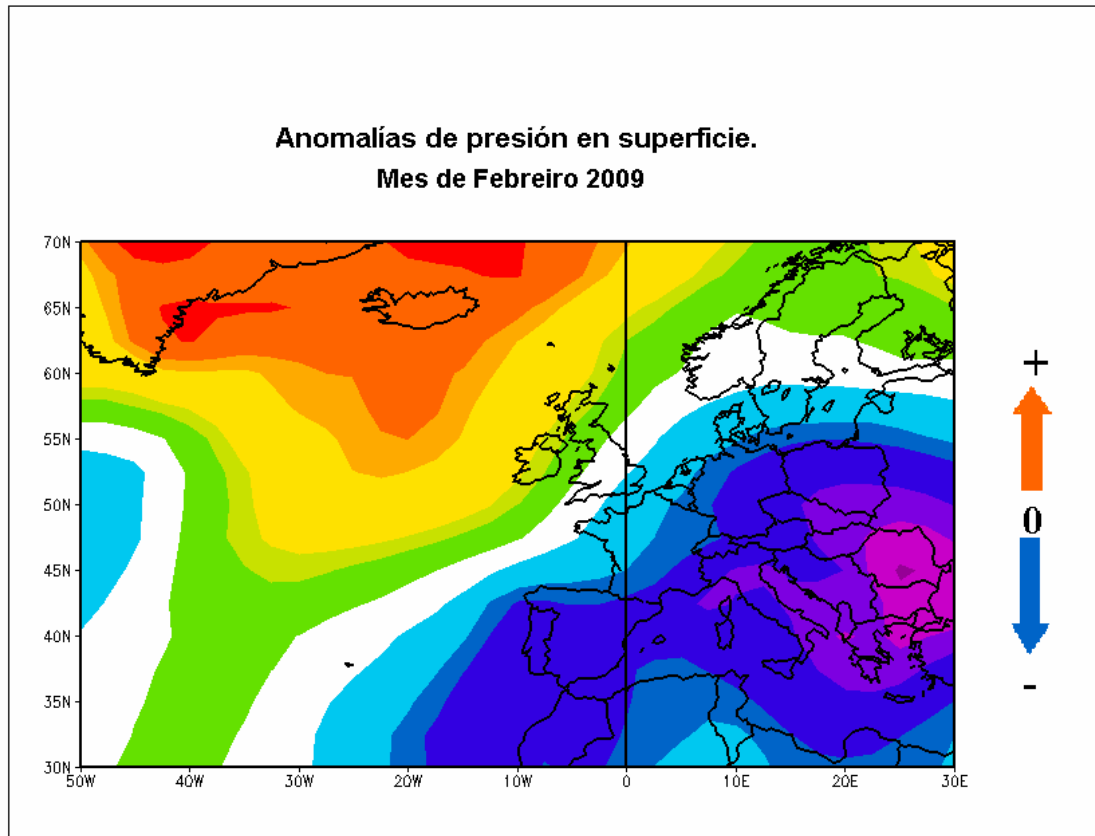 Anomalías de presión en superficie.
Mes de Febreiro 2009
70N
65N
60N
55N
50N
45N
40N
35N
30N
50W 40W 30W 20W 10W 0 10E 20E 30E
+
0
-